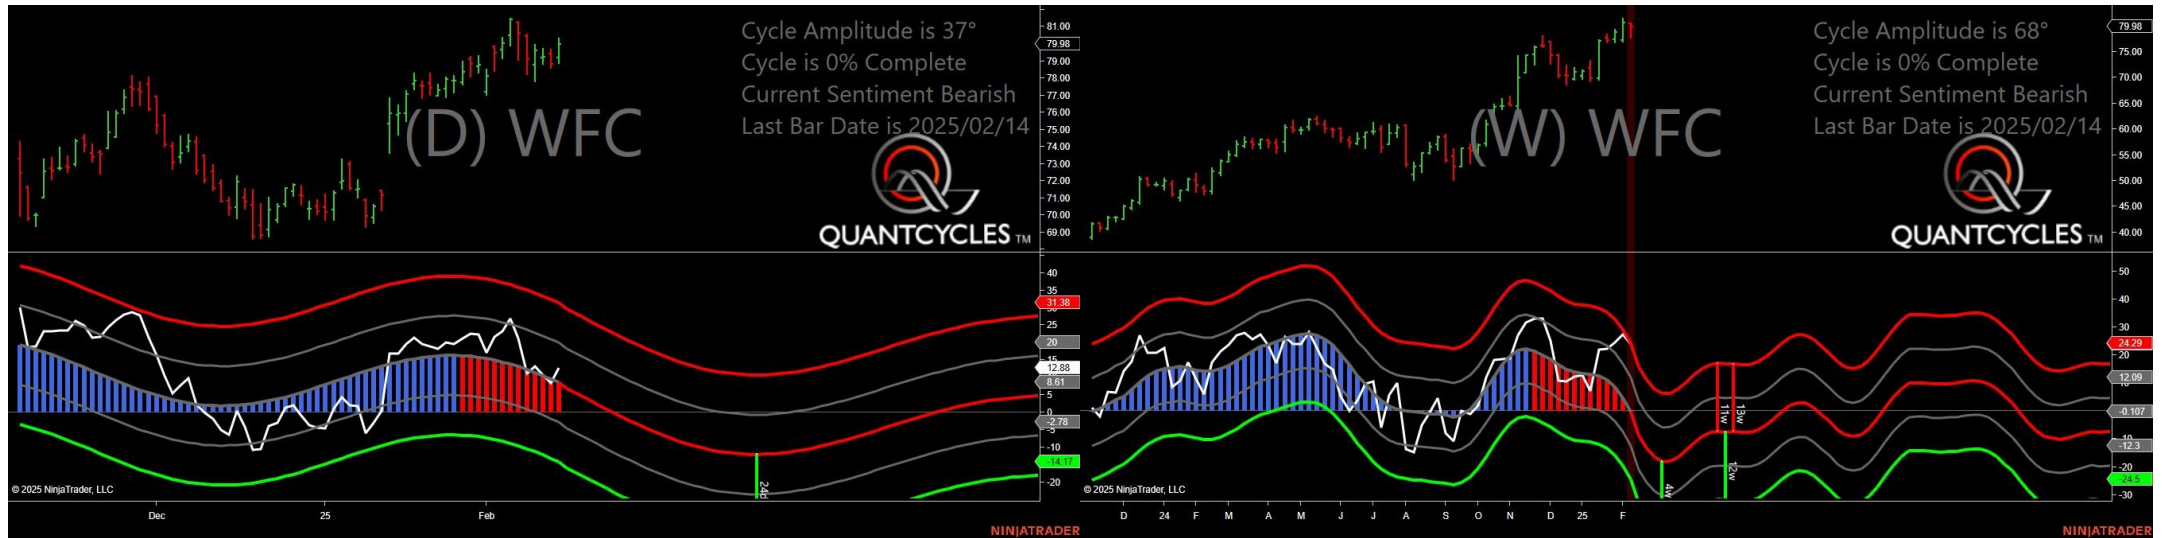 Cycle Amplitude is 37°
Cycle is 0% Complete
Current Sentiment Bearish
Last Bar Date is 2025/02/14
(D) WFC
QUANTCYCLES TM
81.00
79.98
79.00
78.00
77.00
76.00
75.00
74.00
73.00
72.00
71.00
70.00
69.00
40
35
31.38
25
20
15
12.88
8.61
5
0
-2.78
-5
-10
-14.17
-20
24d
© 2025 NinjaTrader, LLC
Dec
25
Feb
NINJATRADER
Cycle Amplitude is 68°
Cycle is 0% Complete
Current Sentiment Bearish
Last Bar Date is 2025/02/14
(W) WFC
QUANTCYCLES TM
79.98
75.00
70.00
65.00
60.00
55.00
50.00
45.00
40.00
50
40
30
24.29
20
12.09
-0.107
-12.3
-20
-24.5
-30
11w
13w
12w
4w
© 2025 NinjaTrader, LLC
D
24
F
M
A
M
J
J
A
S
O
N
D
25
F
NINJATRADER